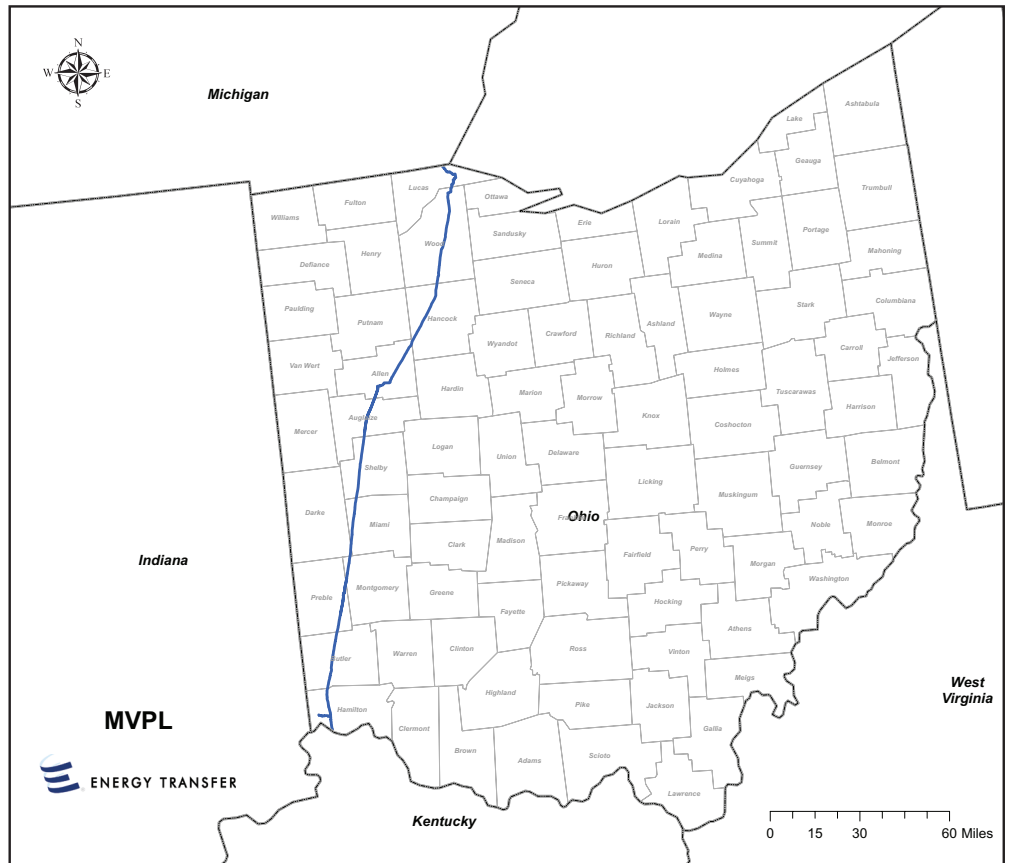 N
W
E
S
Michigan
Ashtabula
Lake
Geauga
Cuyahoga
Trumbull
Lucas
Ottawa
Fulton
Williams
Erie
Lorain
Sandusky
Wood
Portage
Summit
Medina
Mahoning
Henry
Huron
Defiance
Seneca
Columbiana
Stark
Paulding
Wayne
Hancock
Putnam
Ashland
Crawford
Richland
Wyandot
Carroll
Jefferson
Van Wert
Allen
Holmes
Hardin
Marion
Tuscarawas
Morrow
Harrison
Knox
Auglaize
Coshocton
Mercer
Logan
Delaware
Union
Belmont
Shelby
Guernsey
Licking
Muskingum
Champaign
Darke
Franklin
Ohio
Miami
Noble
Monroe
Madison
Clark
Perry
Fairfield
Indiana
Morgan
Washington
Pickaway
Montgomery
Greene
Preble
Hocking
Fayette
Athens
Clinton
Ross
Vinton
Warren
Butler
Meigs
West
Virginia
Highland
Pike
Jackson
Hamilton
MVPL
Clermont
Gallia
Brown
Scioto
Adams
ENERGY TRANSFER
Lawrence
Kentucky
0 15 30 60 Miles